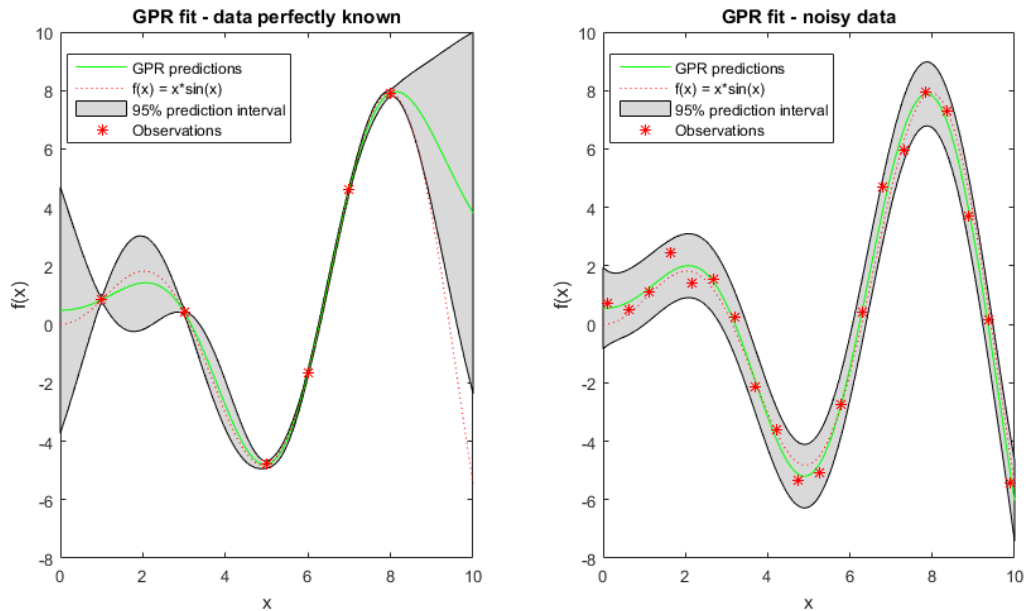 GPR fit - data perfectly known
10
8
6
4
2
0
-2
-4
-6
-8
f(x)
GPR predictions
f(x) = x*sin(x)
95% prediction interval
Observations
0 2 4 6 8 10
x
GPR fit - noisy data
10
8
6
4
2
0
-2
-4
-6
-8
f(x)
GPR predictions
f(x) = x*sin(x)
95% prediction interval
Observations
0 2 4 6 8 10
x